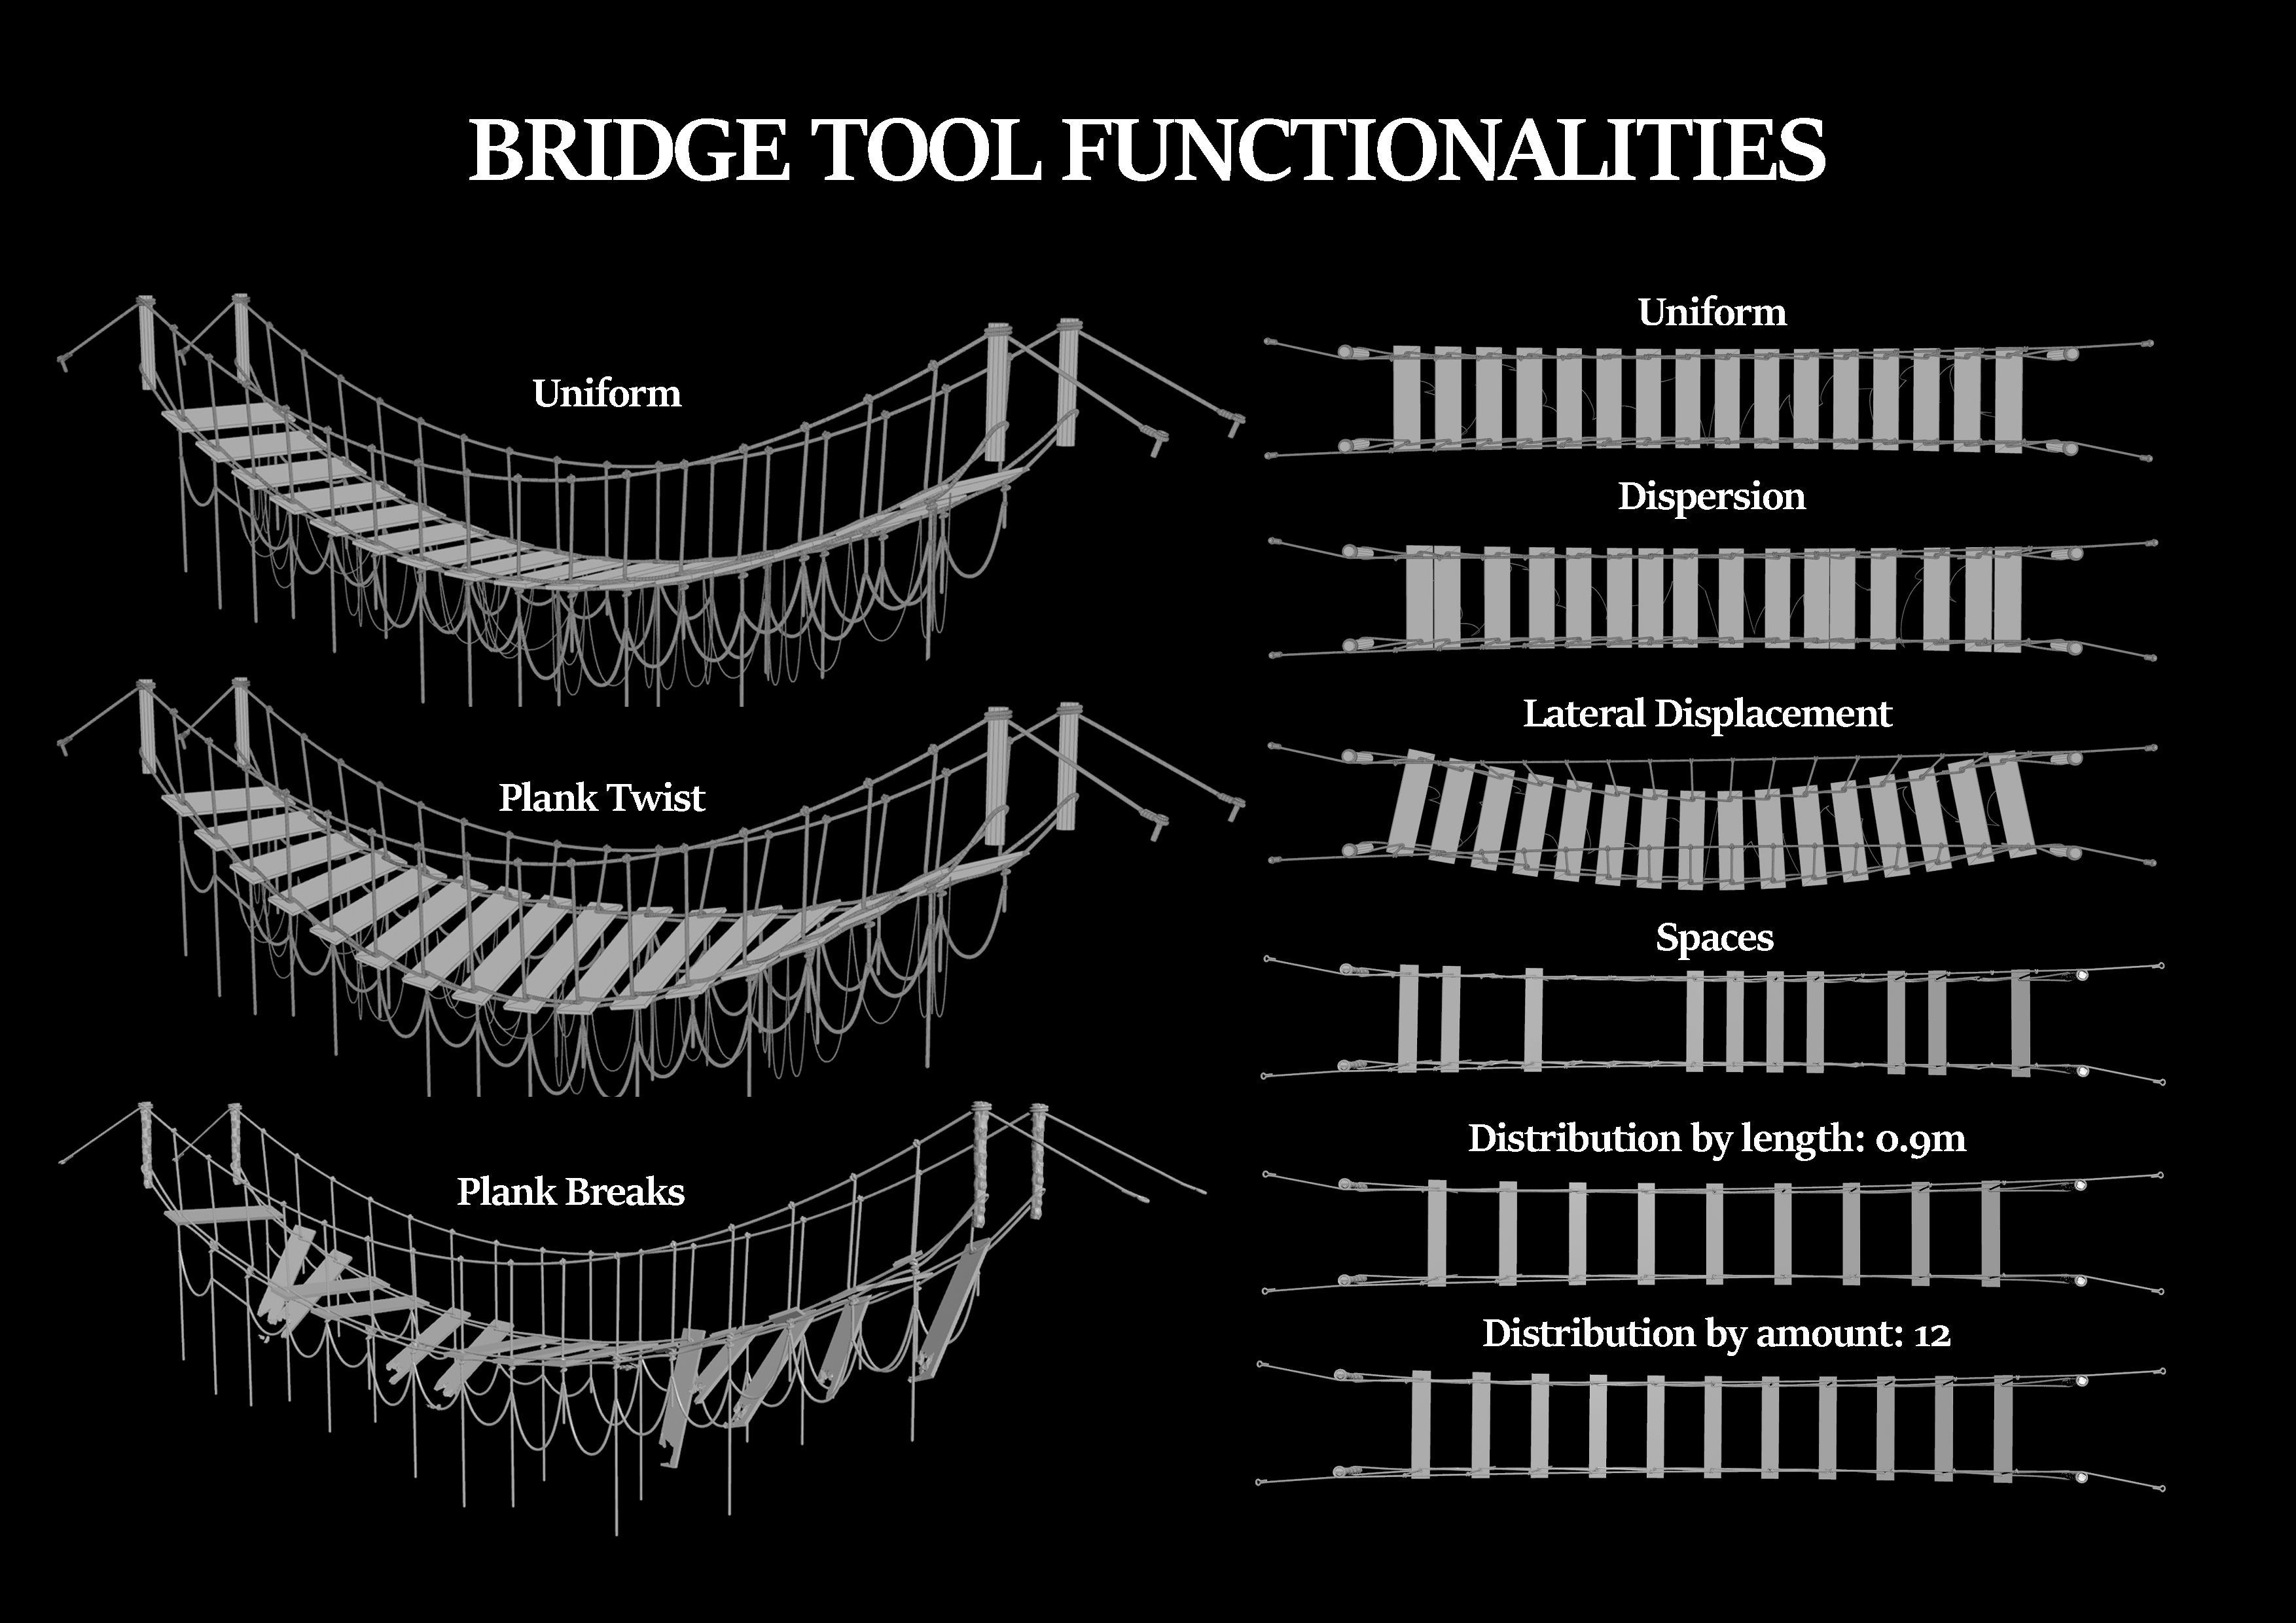 BRIDGE TOOL FUNCTIONALITIES
Uniform
Plank Twist
Plank Breaks
Uniform
Dispersion
Lateral Displacement
Spaces
Distribution by length: 0.9m
Distribution by amount: 12